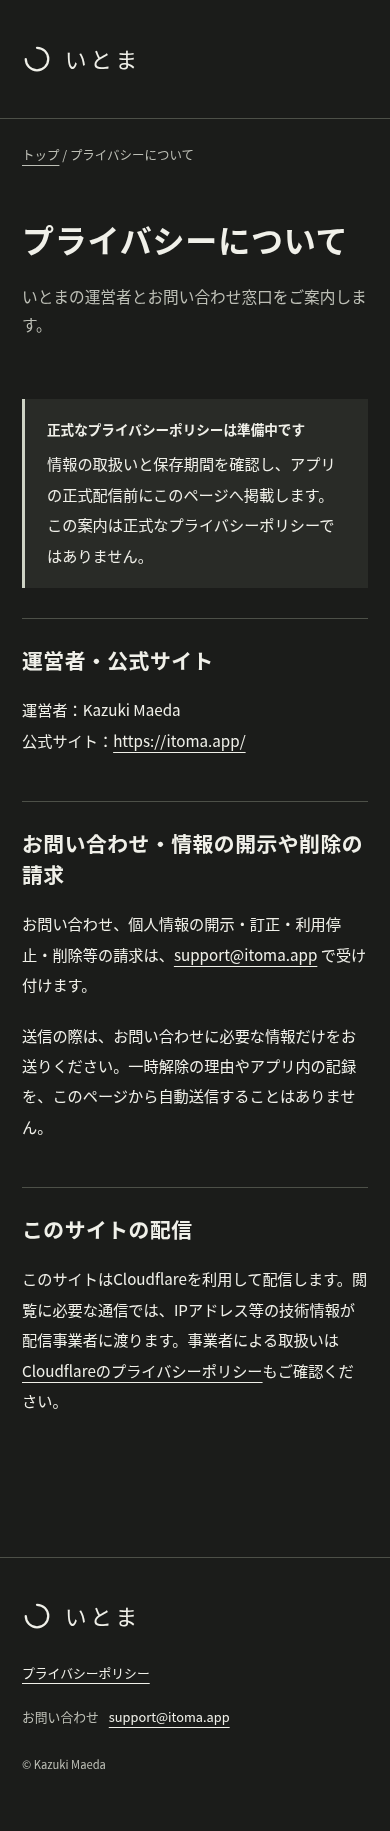 いとま
トップ / プライバシーについて
プライバシーについて
いとまの運営者とお問い合わせ窓口をご案内しま
す。
正式なプライバシーポリシーは準備中です
情報の取扱いと保存期間を確認し、アプリ
の正式配信前にこのページへ掲載します。
この案内は正式なプライバシーポリシーで
はありません。
運営者・公式サイト
運営者：Kazuki Maeda
公式サイト：https://itoma.app/
お問い合わせ・情報の開示や削除の
請求
お問い合わせ、個人情報の開示・訂正・利用停
止・削除等の請求は、support@itoma.app で受け
付けます。
送信の際は、お問い合わせに必要な情報だけをお
送りください。一時解除の理由やアプリ内の記録
を、このページから自動送信することはありませ
ん。
このサイトの配信
このサイトはCloudflareを利用して配信します。閲
覧に必要な通信では、IPアドレス等の技術情報が
配信事業者に渡ります。事業者による取扱いは
Cloudflareのプライバシーポリシーもご確認くだ
さい。
いとま
プライバシーポリシー
お問い合わせ support@itoma.app
© Kazuki Maeda